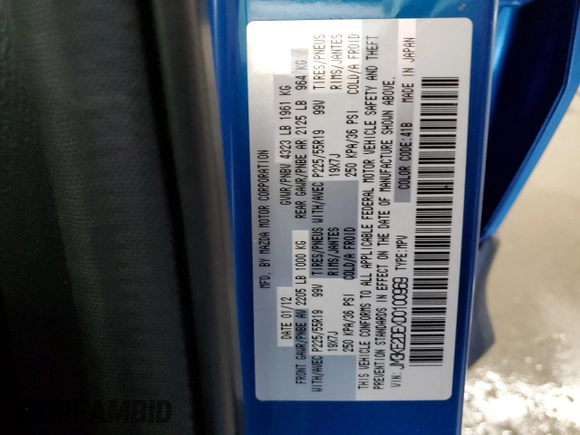 MFD. BY MAZDA MOTOR CORPORATION
DATE 01/12 GVWR/PNBV 4323 LB 1961 KG
FRONT GAWR/PNBE AV 2205 LB 1000 KG REAR GAWR/PNBE AR 2125 LB 964 KG
WITH/AVEC P225/55R19 99V TIRES/PNEUS WITH/AVEC P225/55R19 99V TIRES/PNEUS
19X7J RIMS/JANTES 19X7J RIMS/JANTES
250 KPA/36 PSI COLD/A FROID 250 KPA/36 PSI COLD/A FROID
THIS VEHICLE CONFORMS TO ALL APPLICABLE FEDERAL MOTOR VEHICLE SAFETY AND THEFT
PREVENTION STANDARDS IN EFFECT ON THE DATE OF MANUFACTURE SHOWN ABOVE.
VIN: JM3KE2DEXD0100969 TYPE: MPV COLOR CODE: 41B MADE IN JAPAN
DREAMBID